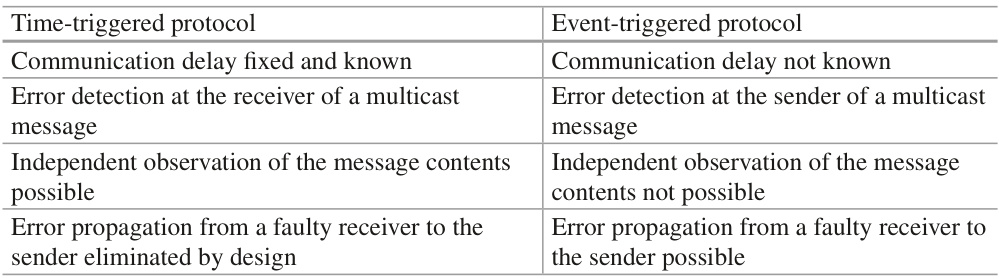 Time-triggered protocol
Event-triggered protocol
Communication delay fixed and known
Communication delay not known
Error detection at the receiver of a multicast
message
Error detection at the sender of a multicast
message
Independent observation of the message contents
possible
Independent observation of the message
contents not possible
Error propagation from a faulty receiver to the
sender eliminated by design
Error propagation from a faulty receiver to
the sender possible